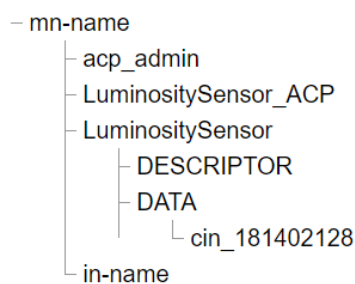 mn-name
acp_admin
LuminositySensor_ACP
LuminositySensor
DESCRIPTOR
DATA
cin_181402128
in-name